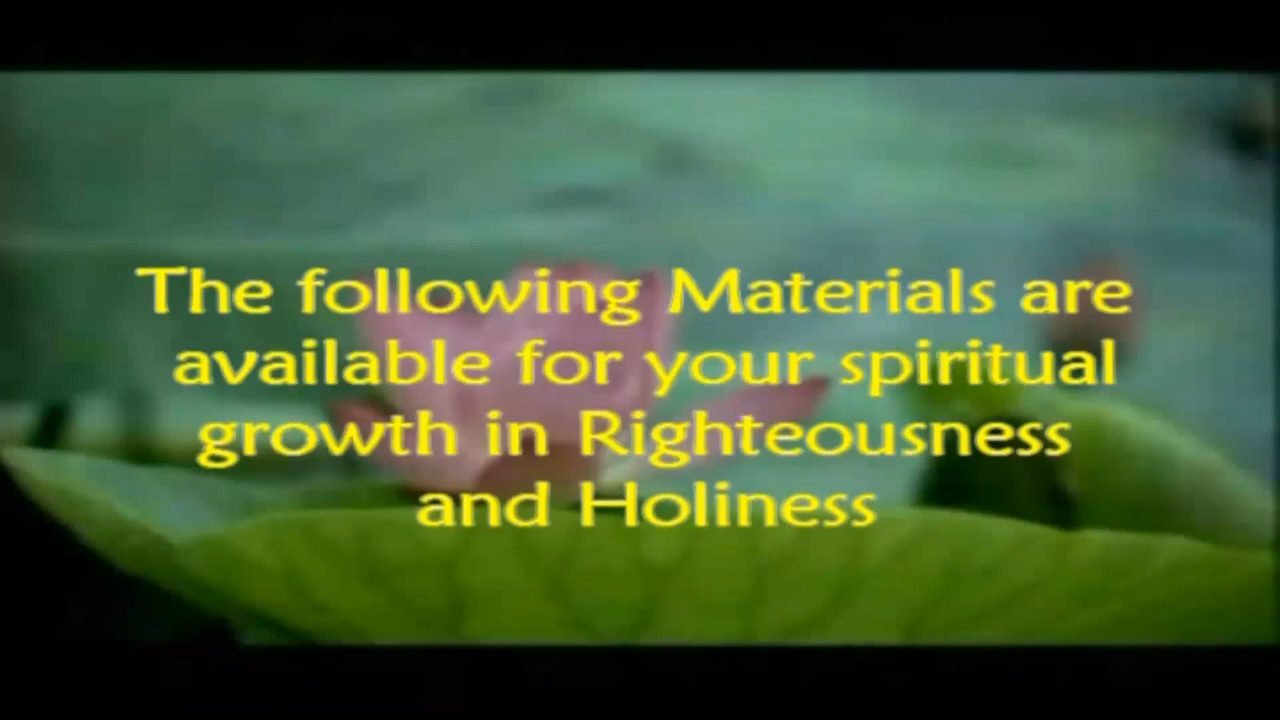 The following Materials are
available for your spiritual
growth in Righteousness
and Holiness